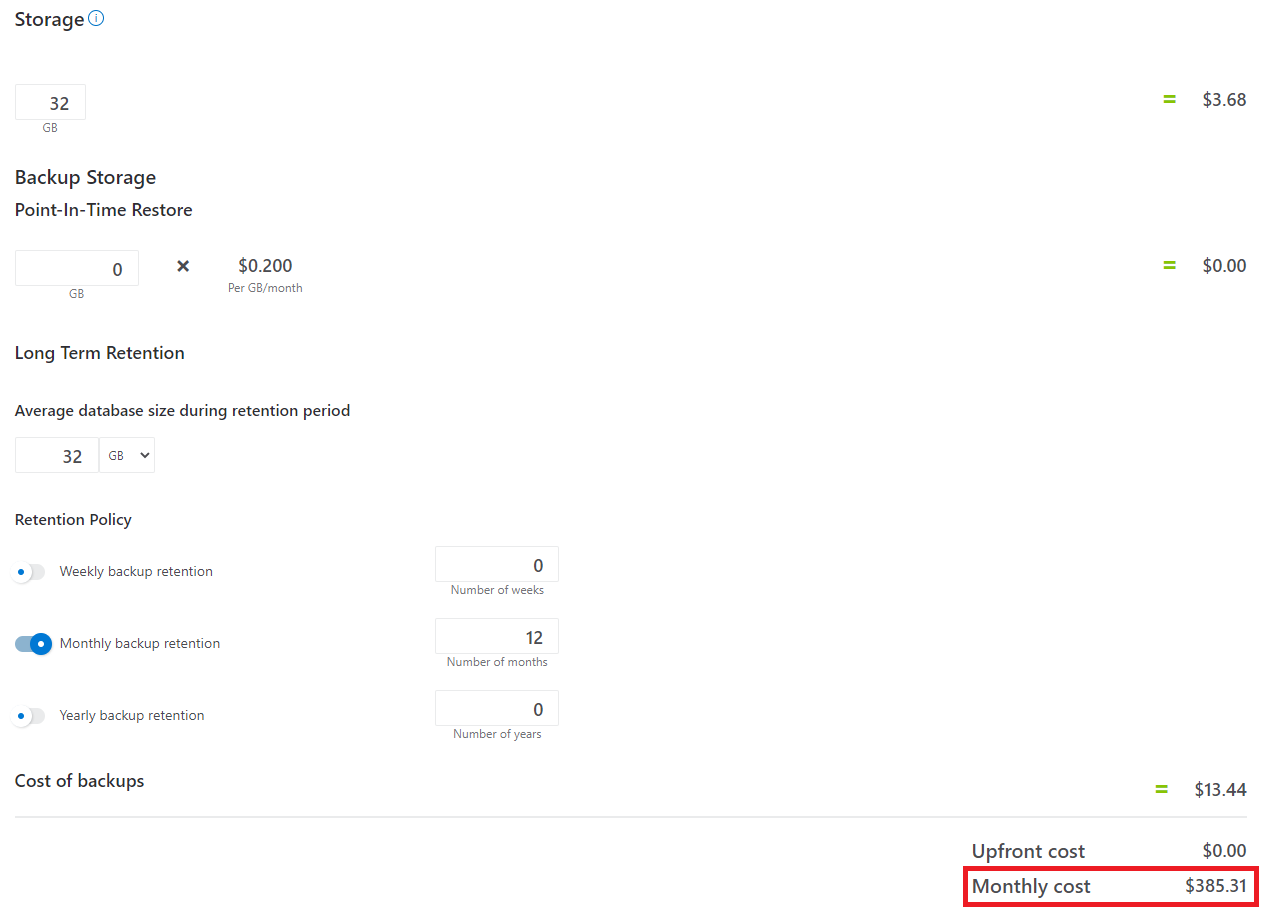 Storage
32 = $3.68
GB
Backup Storage
Point-In-Time Restore
0 × $0.200 = $0.00
GB Per GB/month
Long Term Retention
Average database size during retention period
32 GB
Retention Policy
Weekly backup retention 0
Number of weeks
Monthly backup retention 12
Number of months
Yearly backup retention 0
Number of years
Cost of backups = $13.44
Upfront cost $0.00
Monthly cost $385.31